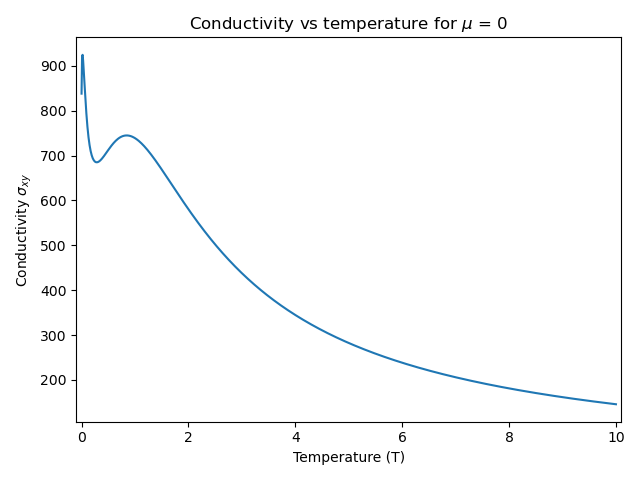 Conductivity vs temperature for μ = 0
Conductivity σxy
900
800
700
600
500
400
300
200
0 2 4 6 8 10
Temperature (T)